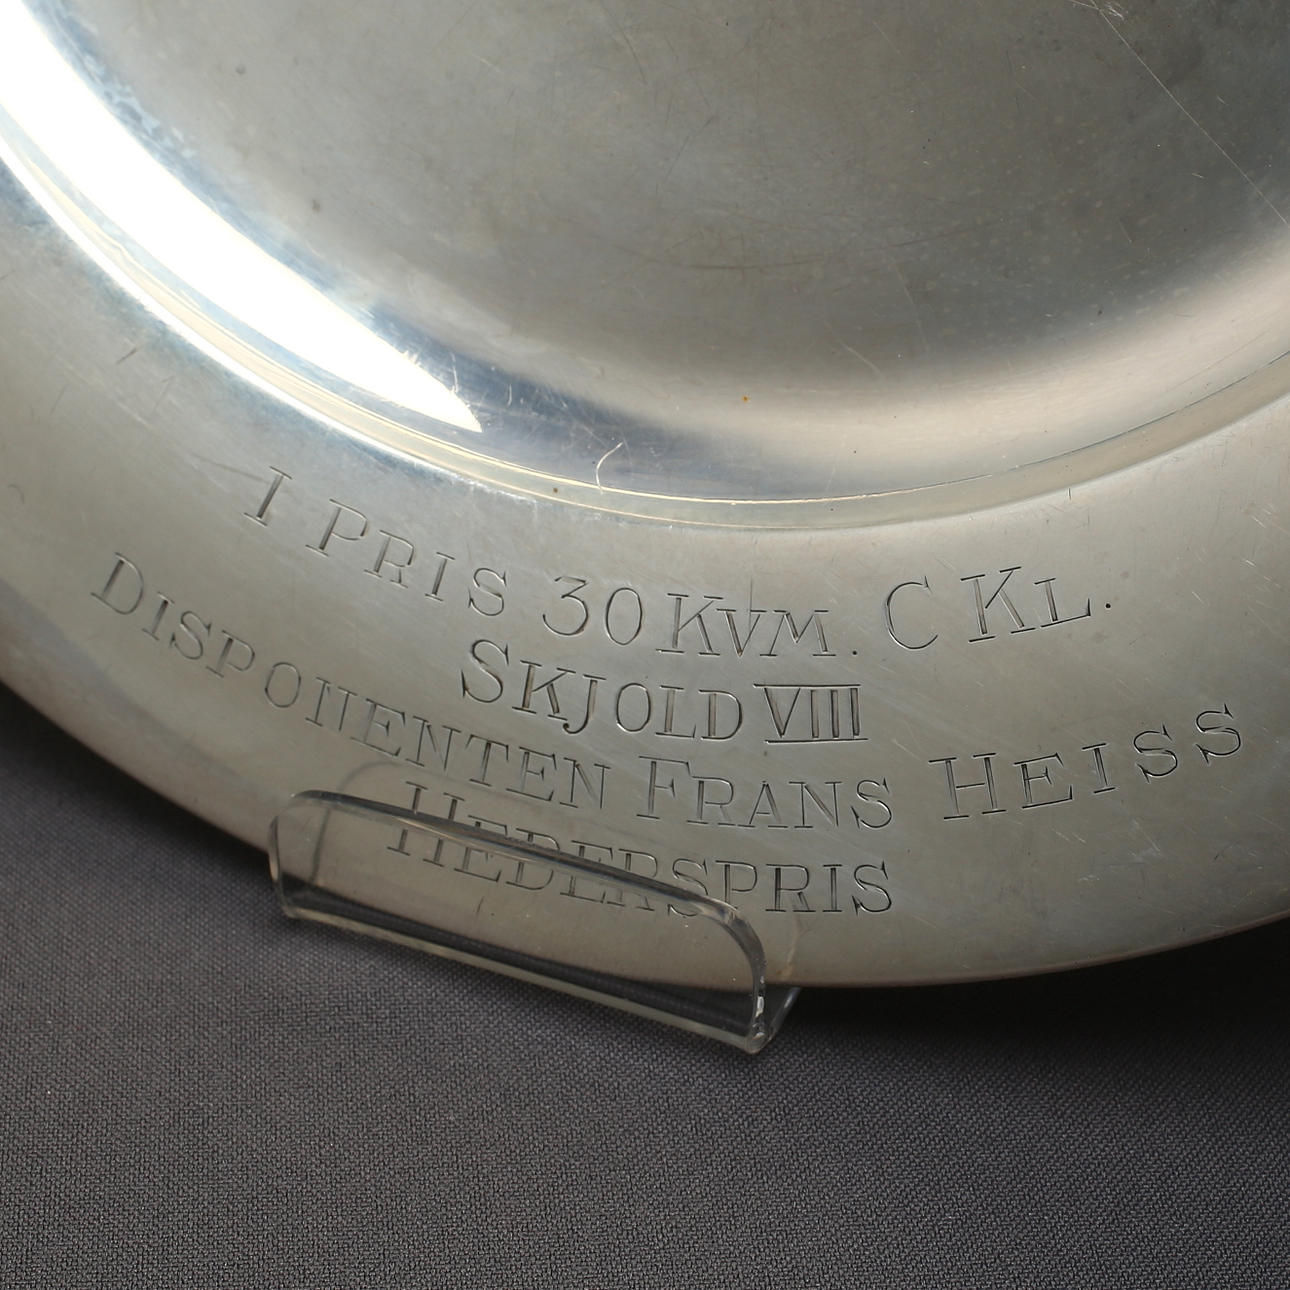 I PRIS 30 KVM. C KL.
SKJOLD VIII
DISPONENTEN FRANS HEISS
HEDERSPRIS